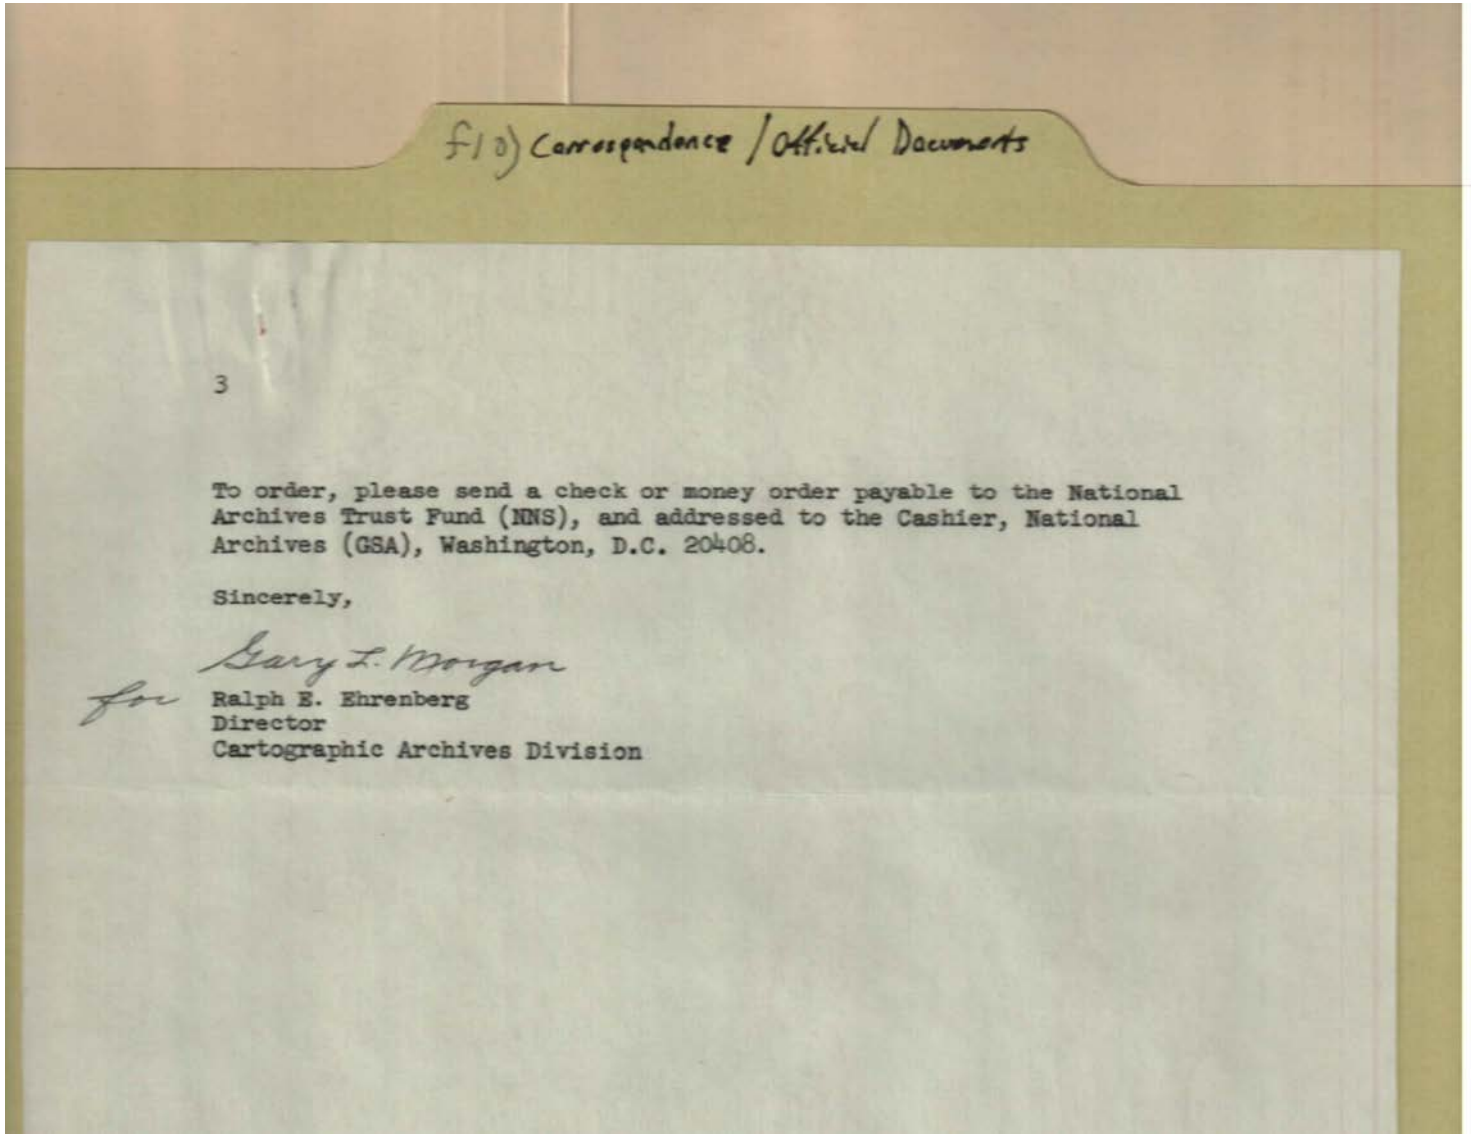 f10) Correspondence / Official Documents
3
To order, please send a check or money order payable to the National
Archives Trust Fund (NNS), and addressed to the Cashier, National
Archives (GSA), Washington, D.C. 20408.
Sincerely,
Gary L. Morgan
for Ralph E. Ehrenberg
Director
Cartographic Archives Division